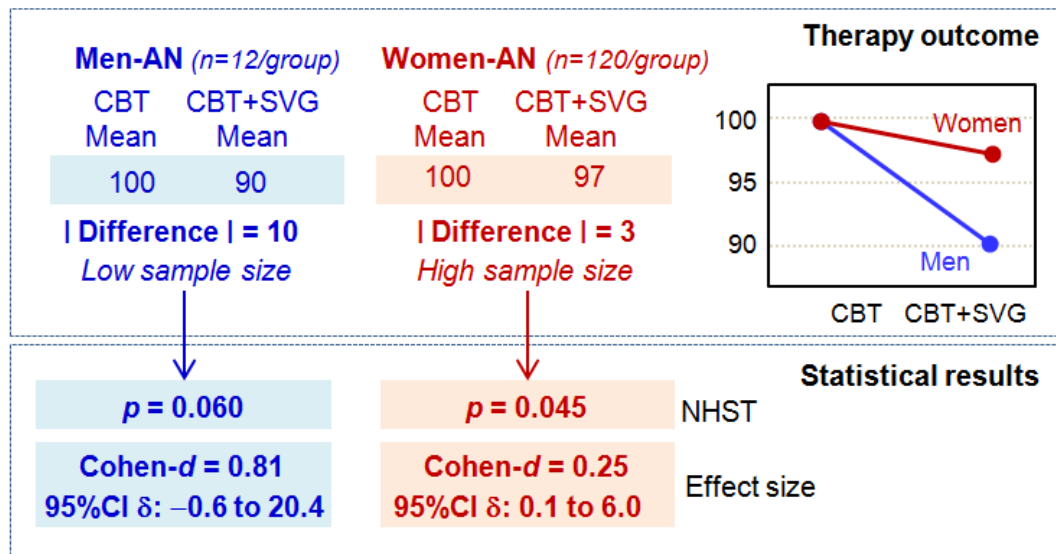 Therapy outcome
Men-AN (n=12/group)
CBT CBT+SVG
Mean Mean
100 90
| Difference | = 10
Low sample size
Women-AN (n=120/group)
CBT CBT+SVG
Mean Mean
100 97
| Difference | = 3
High sample size
100
95
90
Women
Men
CBT CBT+SVG
Statistical results
p = 0.060
p = 0.045
NHST
Cohen-d = 0.81
95%CI δ: −0.6 to 20.4
Cohen-d = 0.25
95%CI δ: 0.1 to 6.0
Effect size